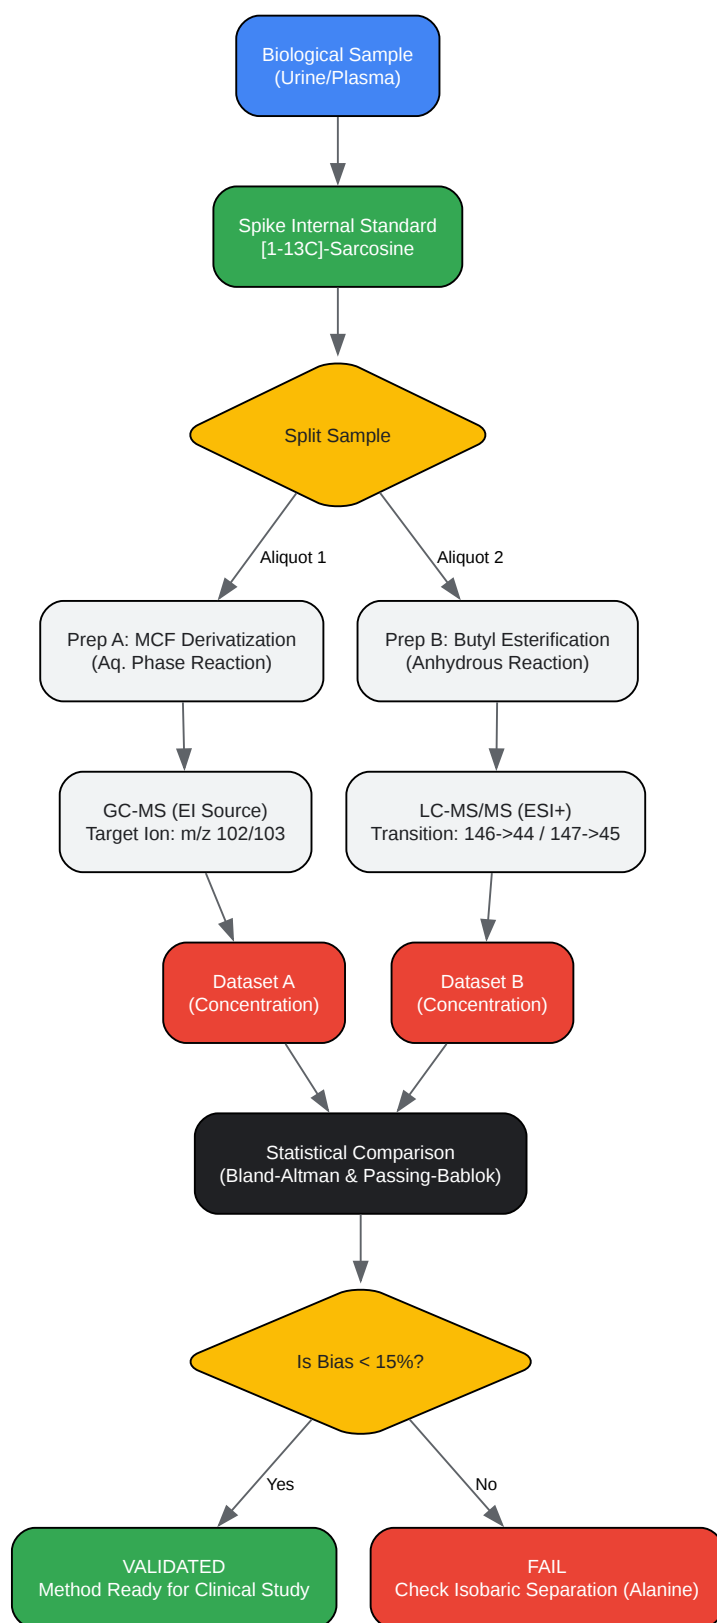 Biological Sample
(Urine/Plasma)
Spike Internal Standard
[1-13C]-Sarcosine
Split Sample
Aliquot 1
Aliquot 2
Prep A: MCF Derivatization
(Aq. Phase Reaction)
Prep B: Butyl Esterification
(Anhydrous Reaction)
GC-MS (EI Source)
Target Ion: m/z 102/103
LC-MS/MS (ESI+)
Transition: 146->44 / 147->45
Dataset A
(Concentration)
Dataset B
(Concentration)
Statistical Comparison
(Bland-Altman & Passing-Bablok)
Is Bias < 15%?
Yes
No
VALIDATED
Method Ready for Clinical Study
FAIL
Check Isobaric Separation (Alanine)